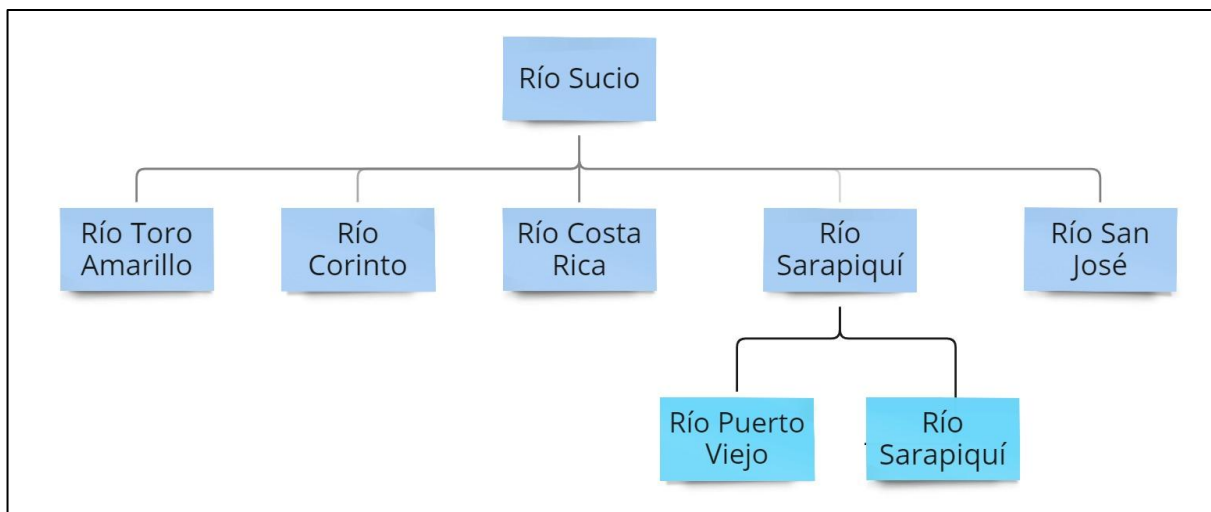 Río Sucio
Río Toro
Amarillo
Río
Corinto
Río Costa
Rica
Río
Sarapiquí
Río San
José
Río Puerto
Viejo
Río
Sarapiquí